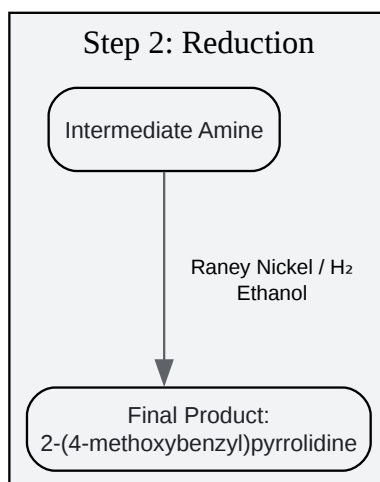 Step 2: Reduction
Intermediate Amine
Raney Nickel / H₂
Ethanol
Final Product:
2-(4-methoxybenzyl)pyrrolidine